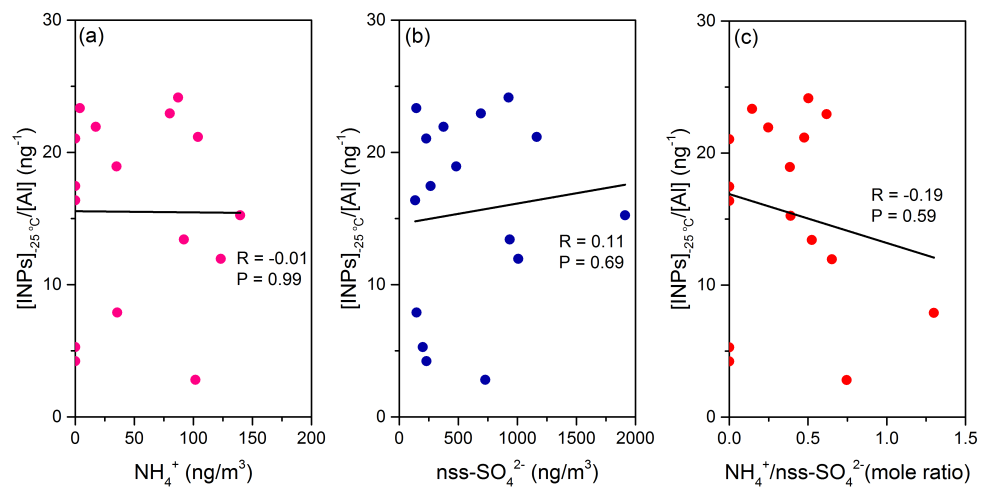 (a)
30
20
10
0
[INPs]-25 °C/[Al] (ng-1)
R = -0.01
P = 0.99
0 50 100 150 200
NH4+ (ng/m3)
(b)
30
20
10
0
[INPs]-25 °C/[Al] (ng-1)
R = 0.11
P = 0.69
0 500 1000 1500 2000
nss-SO42- (ng/m3)
(c)
30
20
10
0
[INPs]-25 °C/[Al] (ng-1)
R = -0.19
P = 0.59
0.0 0.5 1.0 1.5
NH4+/nss-SO42-(mole ratio)